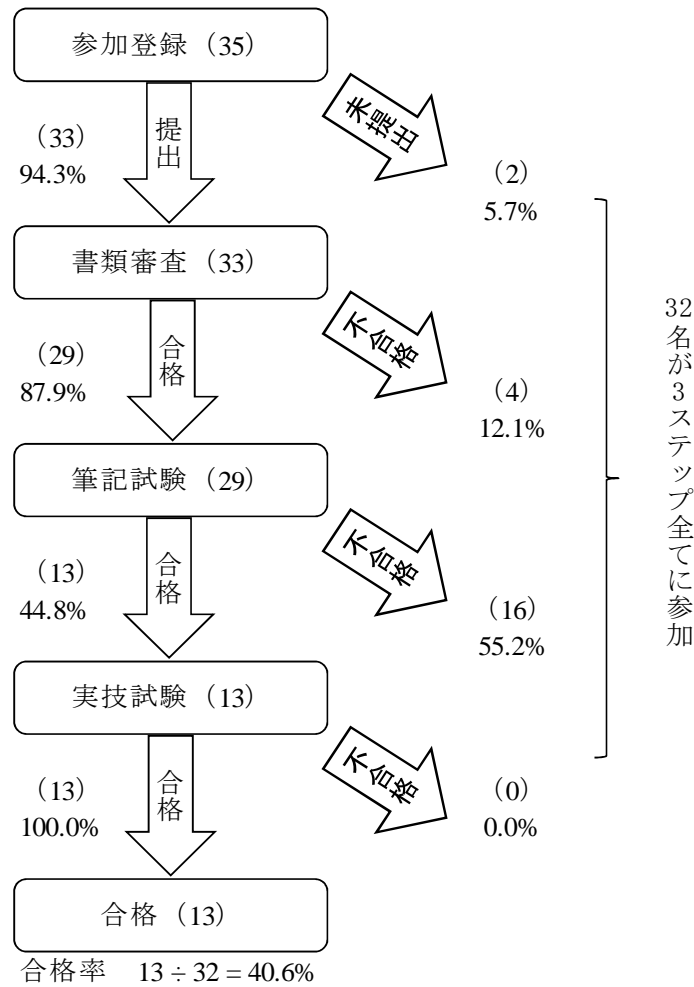 参加登録（35）
（33）
94.3%
提出
未提出
（2）
5.7%
書類審査（33）
（29）
87.9%
合格
不合格
（4）
12.1%
筆記試験（29）
（13）
44.8%
合格
不合格
（16）
55.2%
実技試験（13）
（13）
100.0%
合格
不合格
（0）
0.0%
合格（13）
合格率　13 ÷ 32 = 40.6%
32名が3ステップ全てに参加